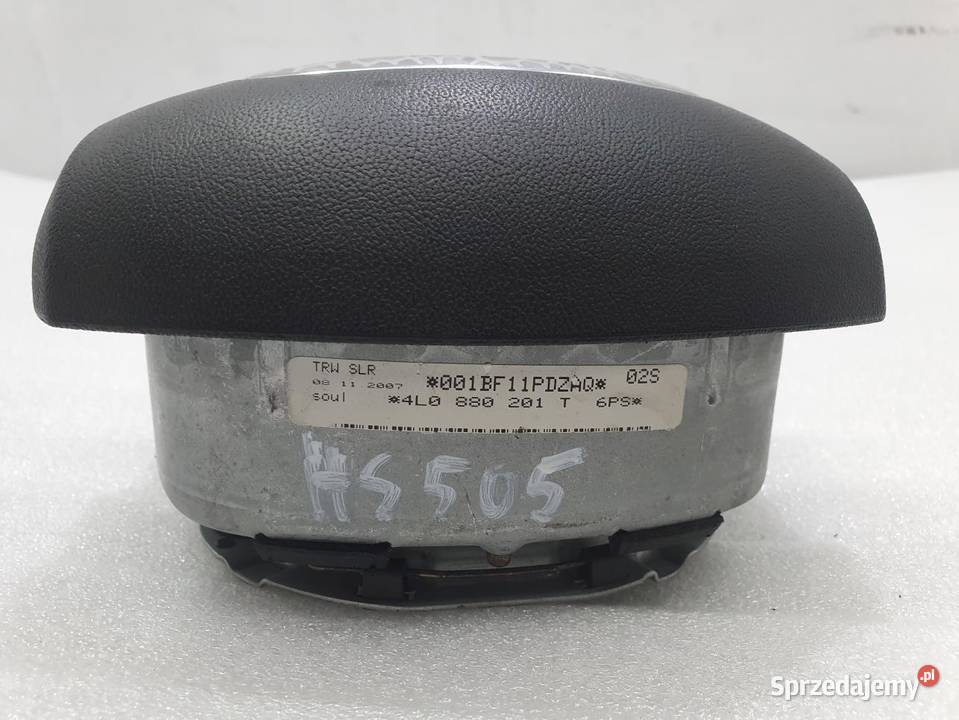 TRW SLR
08 11 2007 *001BF11PDZAQ* 02S
soul *4L0 880 201 T 6PS*
HS505
Sprzedajemy.pl